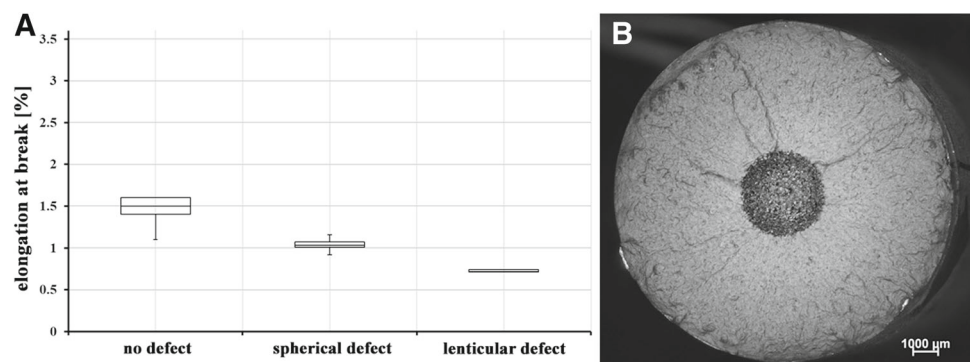 A
elongation at break [%]
3.5
3
2.5
2
1.5
1
0.5
0
no defect
spherical defect
lenticular defect
B
1000 µm